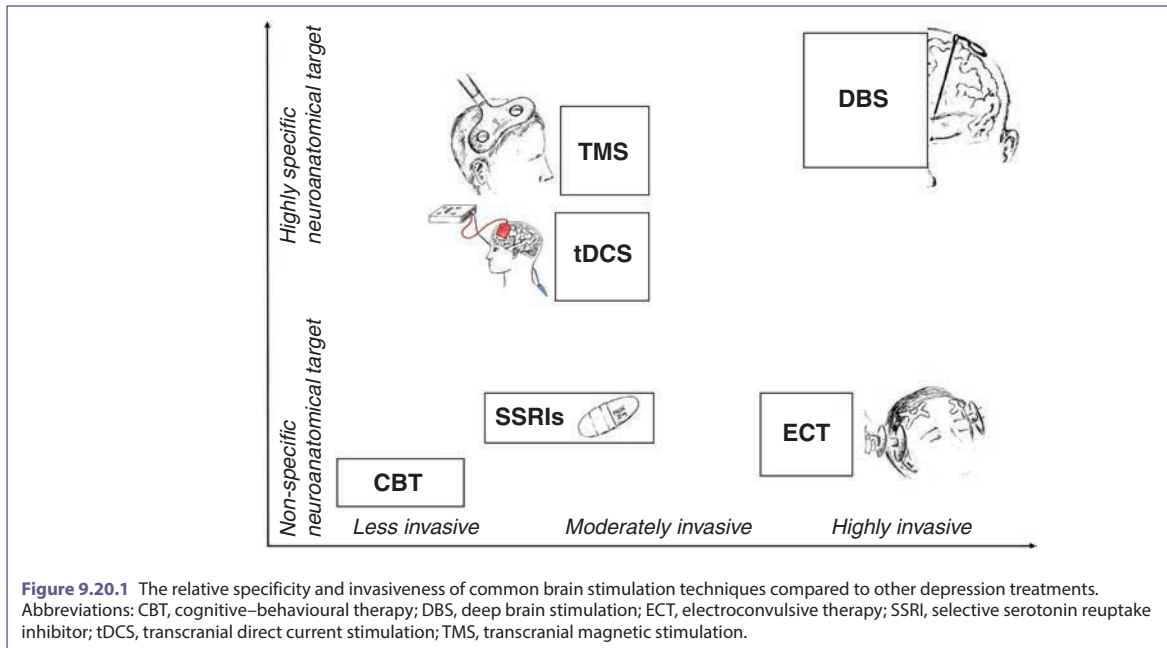 Highly specific
neuroanatomical target
DBS
TMS
tDCS
Non-specific
neuroanatomical target
SSRIs
ECT
CBT
Less invasive
Moderately invasive
Highly invasive
Figure 9.20.1 The relative specificity and invasiveness of common brain stimulation techniques compared to other depression treatments.
Abbreviations: CBT, cognitive–behavioural therapy; DBS, deep brain stimulation; ECT, electroconvulsive therapy; SSRI, selective serotonin reuptake
inhibitor; tDCS, transcranial direct current stimulation; TMS, transcranial magnetic stimulation.